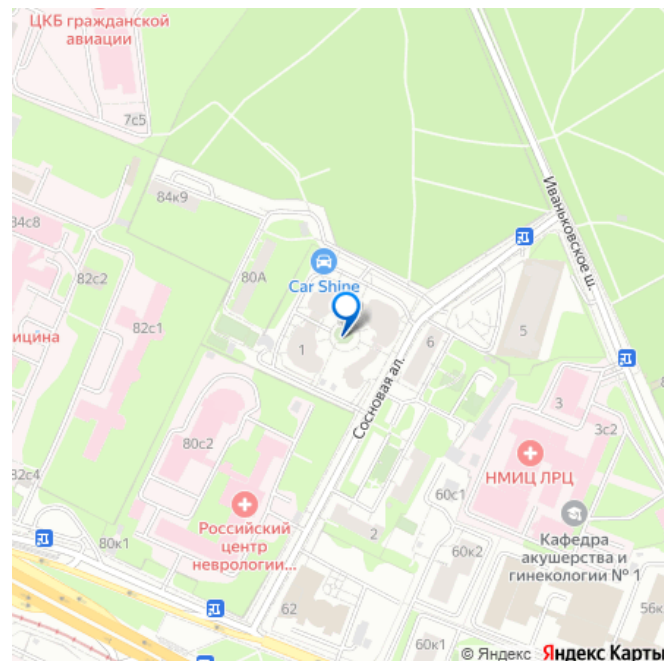 ЦКБ гражданской
авиации
7с5
Иваньковское ш.
84к9
84с8
80А
Car Shine
82с2
82с1
ицина
1
6
5
Сосновая ал.
3
3с2
НМИЦ ЛРЦ
80с2
82с4
60с1
Российский
центр
неврологии...
Кафедра
акушерства и
гинекологии № 1
2
80к1
60к2
62
56к
60к1
© Яндекс Яндекс Карты